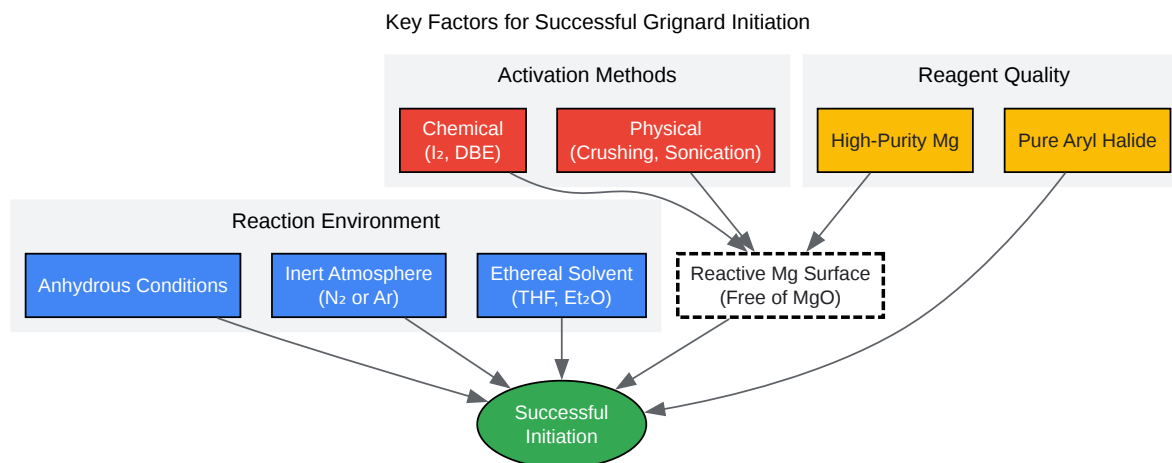 Key Factors for Successful Grignard Initiation
Activation Methods
Reagent Quality
Chemical
(I₂, DBE)
Physical
(Crushing, Sonication)
High-Purity Mg
Pure Aryl Halide
Reaction Environment
Anhydrous Conditions
Inert Atmosphere
(N₂ or Ar)
Ethereal Solvent
(THF, Et₂O)
Reactive Mg Surface
(Free of MgO)
Successful
Initiation